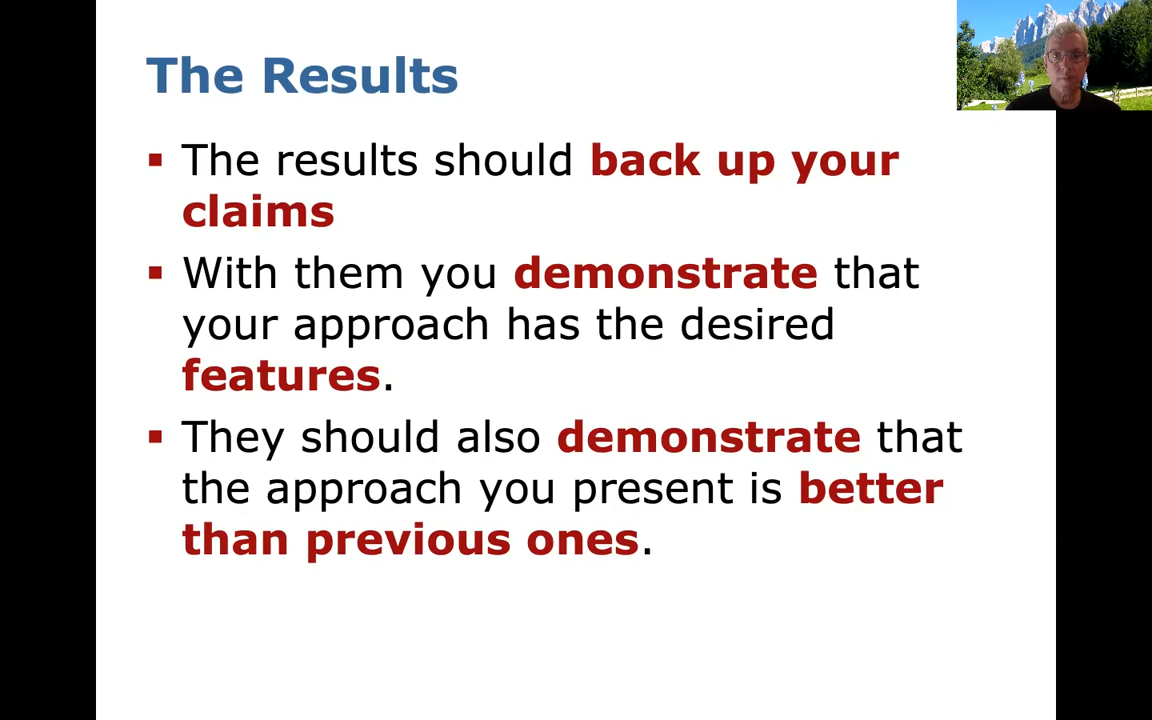 The Results
▪ The results should back up your
claims
▪ With them you demonstrate that
your approach has the desired
features.
▪ They should also demonstrate that
the approach you present is better
than previous ones.